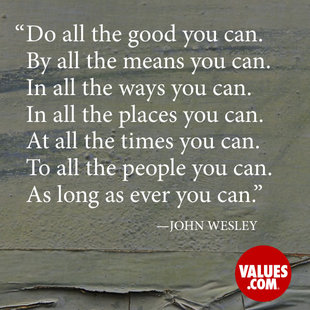 “Do all the good you can.
By all the means you can.
In all the ways you can.
In all the places you can.
At all the times you can.
To all the people you can.
As long as ever you can.”
—JOHN WESLEY
VALUES
.COM®